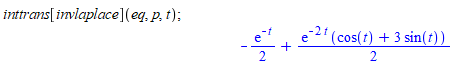 inttrans[invlaplace](eq, p, t);
-e^{-t}/2 + e^{-2 t} (cos(t) + 3 sin(t))/2